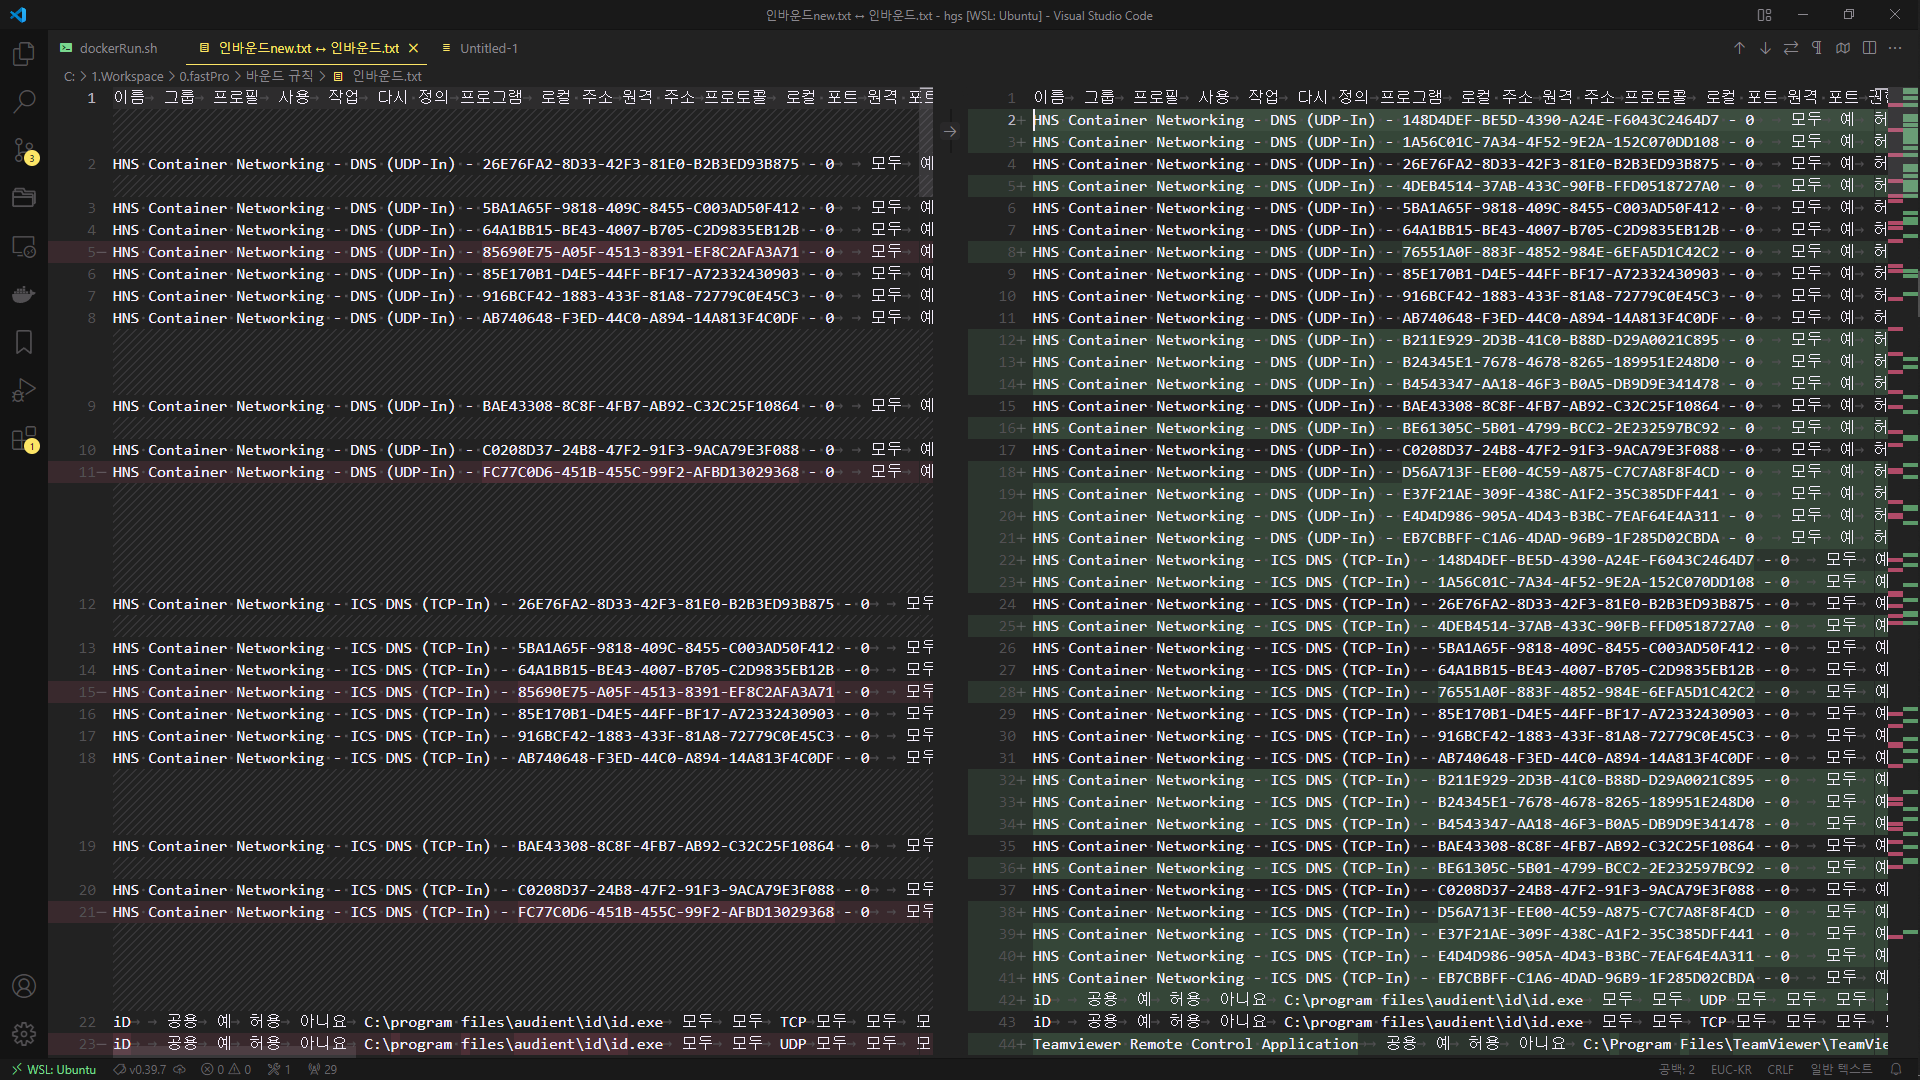 인바운드new.txt ↔ 인바운드.txt - hgs [WSL: Ubuntu] - Visual Studio Code
dockerRun.sh
인바운드new.txt ↔ 인바운드.txt
Untitled-1
C: > 1.Workspace > 0.fastPro > 바운드 규칙 > 인바운드.txt
1 이름 그룹 프로필 사용 작업 다시 정의 프로그램 로컬 주소 원격 주소 프로토콜 로컬 포트 원격 포트
2 HNS Container Networking - DNS (UDP-In) - 26E76FA2-8D33-42F3-81E0-B2B3ED93B875 - 0 모두 예
3 HNS Container Networking - DNS (UDP-In) - 5BA1A65F-9818-409C-8455-C003AD50F412 - 0 모두 예
4 HNS Container Networking - DNS (UDP-In) - 64A1BB15-BE43-4007-B705-C2D9835EB12B - 0 모두 예
5- HNS Container Networking - DNS (UDP-In) - 85690E75-A05F-4513-8391-EF8C2AFA3A71 - 0 모두 예
6 HNS Container Networking - DNS (UDP-In) - 85E170B1-D4E5-44FF-BF17-A72332430903 - 0 모두 예
7 HNS Container Networking - DNS (UDP-In) - 916BCF42-1883-433F-81A8-72779C0E45C3 - 0 모두 예
8 HNS Container Networking - DNS (UDP-In) - AB740648-F3ED-44C0-A894-14A813F4C0DF - 0 모두 예
9 HNS Container Networking - DNS (UDP-In) - BAE43308-8C8F-4FB7-AB92-C32C25F10864 - 0 모두 예
10 HNS Container Networking - DNS (UDP-In) - C0208D37-24B8-47F2-91F3-9ACA79E3F088 - 0 모두 예
11- HNS Container Networking - DNS (UDP-In) - FC77C0D6-451B-455C-99F2-AFBD13029368 - 0 모두 예
12 HNS Container Networking - ICS DNS (TCP-In) - 26E76FA2-8D33-42F3-81E0-B2B3ED93B875 - 0 모두
13 HNS Container Networking - ICS DNS (TCP-In) - 5BA1A65F-9818-409C-8455-C003AD50F412 - 0 모두
14 HNS Container Networking - ICS DNS (TCP-In) - 64A1BB15-BE43-4007-B705-C2D9835EB12B - 0 모두
15- HNS Container Networking - ICS DNS (TCP-In) - 85690E75-A05F-4513-8391-EF8C2AFA3A71 - 0 모두
16 HNS Container Networking - ICS DNS (TCP-In) - 85E170B1-D4E5-44FF-BF17-A72332430903 - 0 모두
17 HNS Container Networking - ICS DNS (TCP-In) - 916BCF42-1883-433F-81A8-72779C0E45C3 - 0 모두
18 HNS Container Networking - ICS DNS (TCP-In) - AB740648-F3ED-44C0-A894-14A813F4C0DF - 0 모두
19 HNS Container Networking - ICS DNS (TCP-In) - BAE43308-8C8F-4FB7-AB92-C32C25F10864 - 0 모두
20 HNS Container Networking - ICS DNS (TCP-In) - C0208D37-24B8-47F2-91F3-9ACA79E3F088 - 0 모두
21- HNS Container Networking - ICS DNS (TCP-In) - FC77C0D6-451B-455C-99F2-AFBD13029368 - 0 모두
22 iD 공용 예 허용 아니요 C:\program files\audient\id\id.exe 모두 모두 TCP 모두 모두 모
23- iD 공용 예 허용 아니요 C:\program files\audient\id\id.exe 모두 모두 UDP 모두 모두 모
1 이름 그룹 프로필 사용 작업 다시 정의 프로그램 로컬 주소 원격 주소 프로토콜 로컬 포트 원격 포트
2+ HNS Container Networking - DNS (UDP-In) - 148D4DEF-BE5D-4390-A24E-F6043C2464D7 - 0 모두 예 허
3+ HNS Container Networking - DNS (UDP-In) - 1A56C01C-7A34-4F52-9E2A-152C070DD108 - 0 모두 예 허
4 HNS Container Networking - DNS (UDP-In) - 26E76FA2-8D33-42F3-81E0-B2B3ED93B875 - 0 모두 예 허
5+ HNS Container Networking - DNS (UDP-In) - 4DEB4514-37AB-433C-90FB-FFD0518727A0 - 0 모두 예 허
6 HNS Container Networking - DNS (UDP-In) - 5BA1A65F-9818-409C-8455-C003AD50F412 - 0 모두 예 허
7 HNS Container Networking - DNS (UDP-In) - 64A1BB15-BE43-4007-B705-C2D9835EB12B - 0 모두 예 허
8+ HNS Container Networking - DNS (UDP-In) - 76551A0F-883F-4852-984E-6EFA5D1C42C2 - 0 모두 예 허
9 HNS Container Networking - DNS (UDP-In) - 85E170B1-D4E5-44FF-BF17-A72332430903 - 0 모두 예 허
10 HNS Container Networking - DNS (UDP-In) - 916BCF42-1883-433F-81A8-72779C0E45C3 - 0 모두 예 허
11 HNS Container Networking - DNS (UDP-In) - AB740648-F3ED-44C0-A894-14A813F4C0DF - 0 모두 예 허
12+ HNS Container Networking - DNS (UDP-In) - B211E929-2D3B-41C0-B88D-D29A0021C895 - 0 모두 예 허
13+ HNS Container Networking - DNS (UDP-In) - B24345E1-7678-4678-8265-189951E248D0 - 0 모두 예 허
14+ HNS Container Networking - DNS (UDP-In) - B4543347-AA18-46F3-B0A5-DB9D9E341478 - 0 모두 예 허
15 HNS Container Networking - DNS (UDP-In) - BAE43308-8C8F-4FB7-AB92-C32C25F10864 - 0 모두 예 허
16+ HNS Container Networking - DNS (UDP-In) - BE61305C-5B01-4799-BCC2-2E232597BC92 - 0 모두 예 허
17 HNS Container Networking - DNS (UDP-In) - C0208D37-24B8-47F2-91F3-9ACA79E3F088 - 0 모두 예 허
18+ HNS Container Networking - DNS (UDP-In) - D56A713F-EE00-4C59-A875-C7C7A8F8F4CD - 0 모두 예 허
19+ HNS Container Networking - DNS (UDP-In) - E37F21AE-309F-438C-A1F2-35C385DFF441 - 0 모두 예 허
20+ HNS Container Networking - DNS (UDP-In) - E4D4D986-905A-4D43-B3BC-7EAF64E4A311 - 0 모두 예 허
21+ HNS Container Networking - DNS (UDP-In) - EB7CBBFF-C1A6-4DAD-96B9-1F285D02CBDA - 0 모두 예 허
22+ HNS Container Networking - ICS DNS (TCP-In) - 148D4DEF-BE5D-4390-A24E-F6043C2464D7 - 0 모두 예
23+ HNS Container Networking - ICS DNS (TCP-In) - 1A56C01C-7A34-4F52-9E2A-152C070DD108 - 0 모두 예
24 HNS Container Networking - ICS DNS (TCP-In) - 26E76FA2-8D33-42F3-81E0-B2B3ED93B875 - 0 모두 예
25+ HNS Container Networking - ICS DNS (TCP-In) - 4DEB4514-37AB-433C-90FB-FFD0518727A0 - 0 모두 예
26 HNS Container Networking - ICS DNS (TCP-In) - 5BA1A65F-9818-409C-8455-C003AD50F412 - 0 모두 예
27 HNS Container Networking - ICS DNS (TCP-In) - 64A1BB15-BE43-4007-B705-C2D9835EB12B - 0 모두 예
28+ HNS Container Networking - ICS DNS (TCP-In) - 76551A0F-883F-4852-984E-6EFA5D1C42C2 - 0 모두 예
29 HNS Container Networking - ICS DNS (TCP-In) - 85E170B1-D4E5-44FF-BF17-A72332430903 - 0 모두 예
30 HNS Container Networking - ICS DNS (TCP-In) - 916BCF42-1883-433F-81A8-72779C0E45C3 - 0 모두 예
31 HNS Container Networking - ICS DNS (TCP-In) - AB740648-F3ED-44C0-A894-14A813F4C0DF - 0 모두 예
32+ HNS Container Networking - ICS DNS (TCP-In) - B211E929-2D3B-41C0-B88D-D29A0021C895 - 0 모두 예
33+ HNS Container Networking - ICS DNS (TCP-In) - B24345E1-7678-4678-8265-189951E248D0 - 0 모두 예
34+ HNS Container Networking - ICS DNS (TCP-In) - B4543347-AA18-46F3-B0A5-DB9D9E341478 - 0 모두 예
35 HNS Container Networking - ICS DNS (TCP-In) - BAE43308-8C8F-4FB7-AB92-C32C25F10864 - 0 모두 예
36+ HNS Container Networking - ICS DNS (TCP-In) - BE61305C-5B01-4799-BCC2-2E232597BC92 - 0 모두 예
37 HNS Container Networking - ICS DNS (TCP-In) - C0208D37-24B8-47F2-91F3-9ACA79E3F088 - 0 모두 예
38+ HNS Container Networking - ICS DNS (TCP-In) - D56A713F-EE00-4C59-A875-C7C7A8F8F4CD - 0 모두 예
39+ HNS Container Networking - ICS DNS (TCP-In) - E37F21AE-309F-438C-A1F2-35C385DFF441 - 0 모두 예
40+ HNS Container Networking - ICS DNS (TCP-In) - E4D4D986-905A-4D43-B3BC-7EAF64E4A311 - 0 모두 예
41+ HNS Container Networking - ICS DNS (TCP-In) - EB7CBBFF-C1A6-4DAD-96B9-1F285D02CBDA - 0 모두 예
42+ iD 공용 예 허용 아니요 C:\program files\audient\id\id.exe 모두 모두 UDP 모두 모두 모두
43 iD 공용 예 허용 아니요 C:\program files\audient\id\id.exe 모두 모두 TCP 모두 모두 모두
44+ Teamviewer Remote Control Application 공용 예 허용 아니요 C:\Program Files\TeamViewer\TeamVie
3
1
WSL: Ubuntu v0.39.7 0 0 1 29
공백: 2 EUC-KR CRLF 일반 텍스트